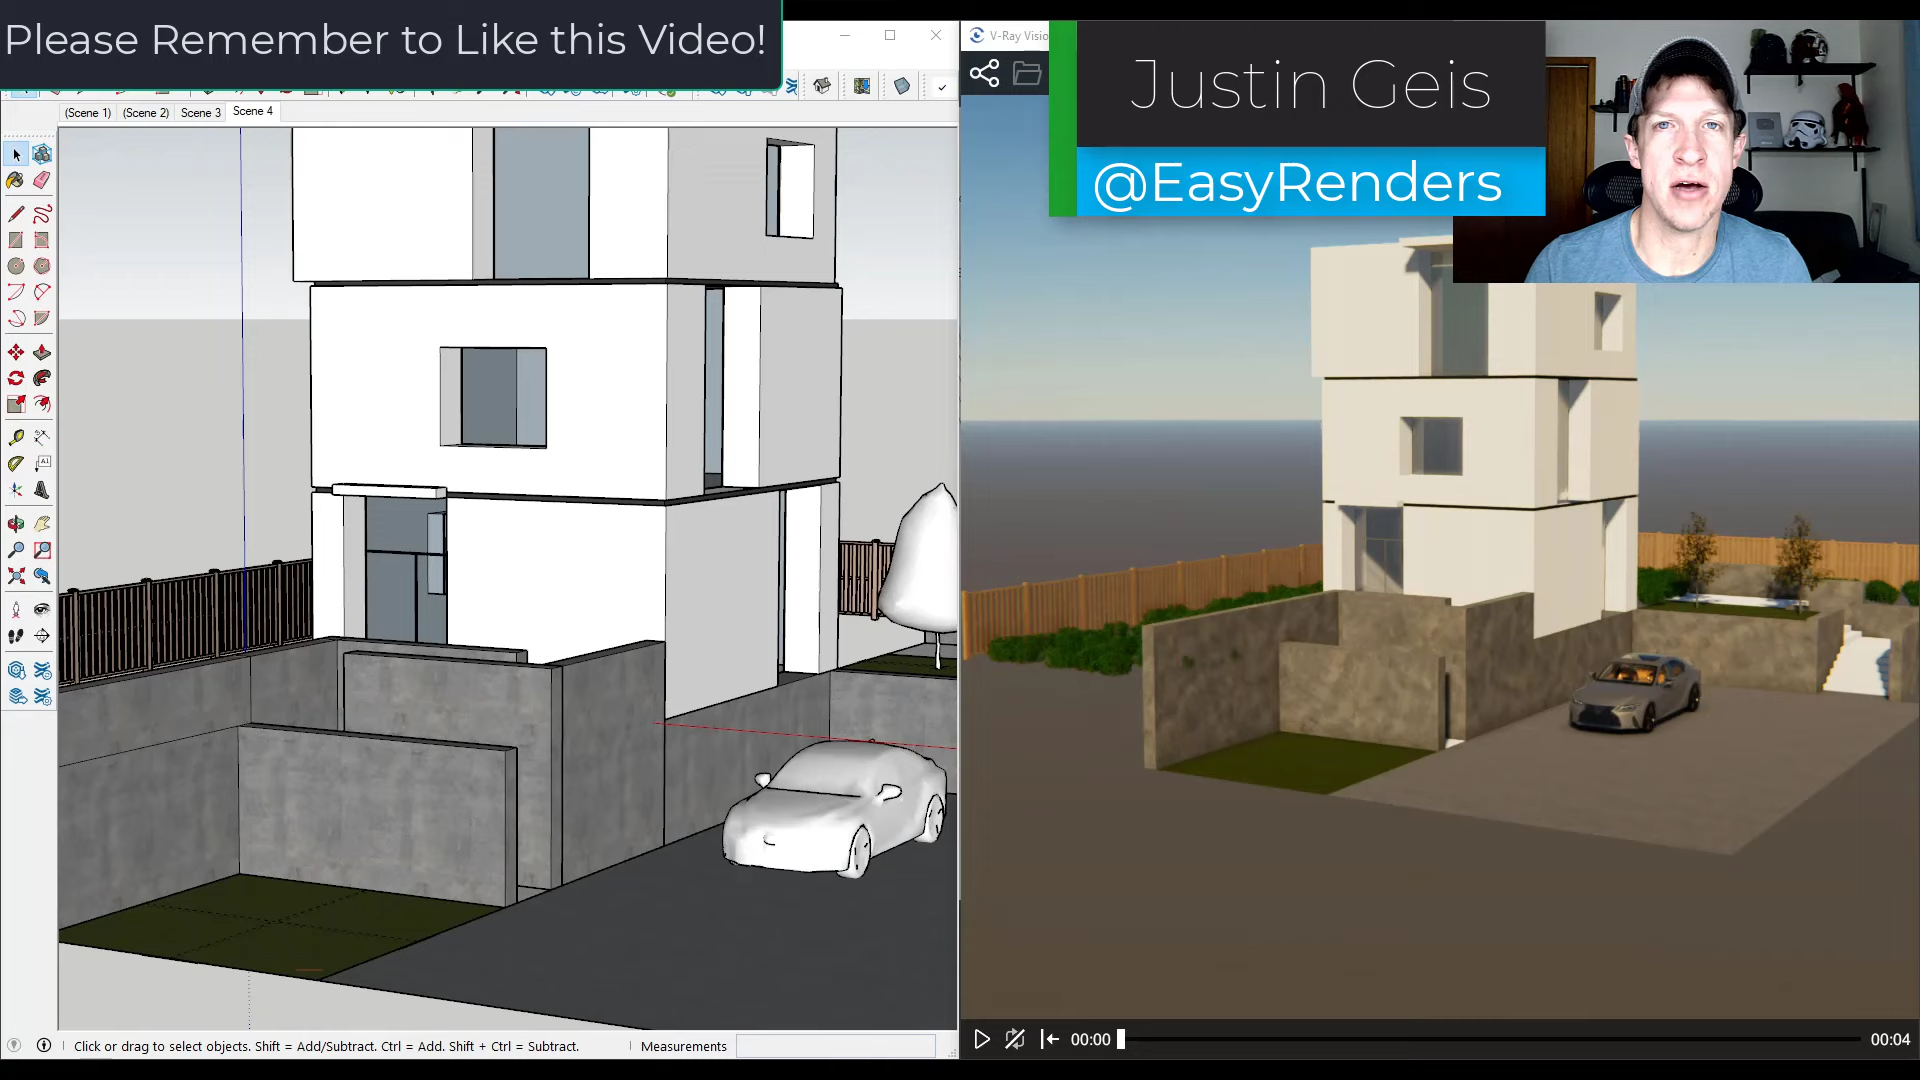 Please Remember to Like this Video!
V-Ray Visio
Justin Geis
@EasyRenders
(Scene 1)
(Scene 2)
Scene 3
Scene 4
Click or drag to select objects. Shift = Add/Subtract. Ctrl = Add. Shift + Ctrl = Subtract.
Measurements
00:00
00:04